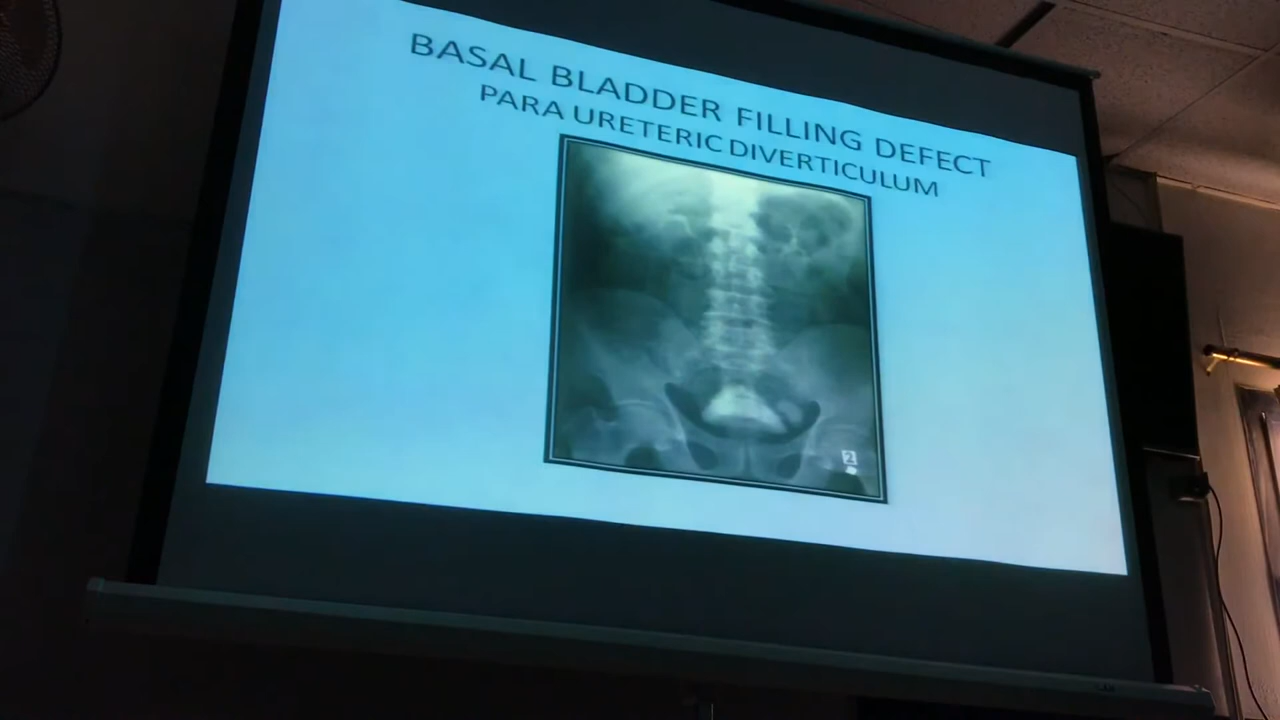 BASAL BLADDER FILLING DEFECT
PARA URETERIC DIVERTICULUM
2